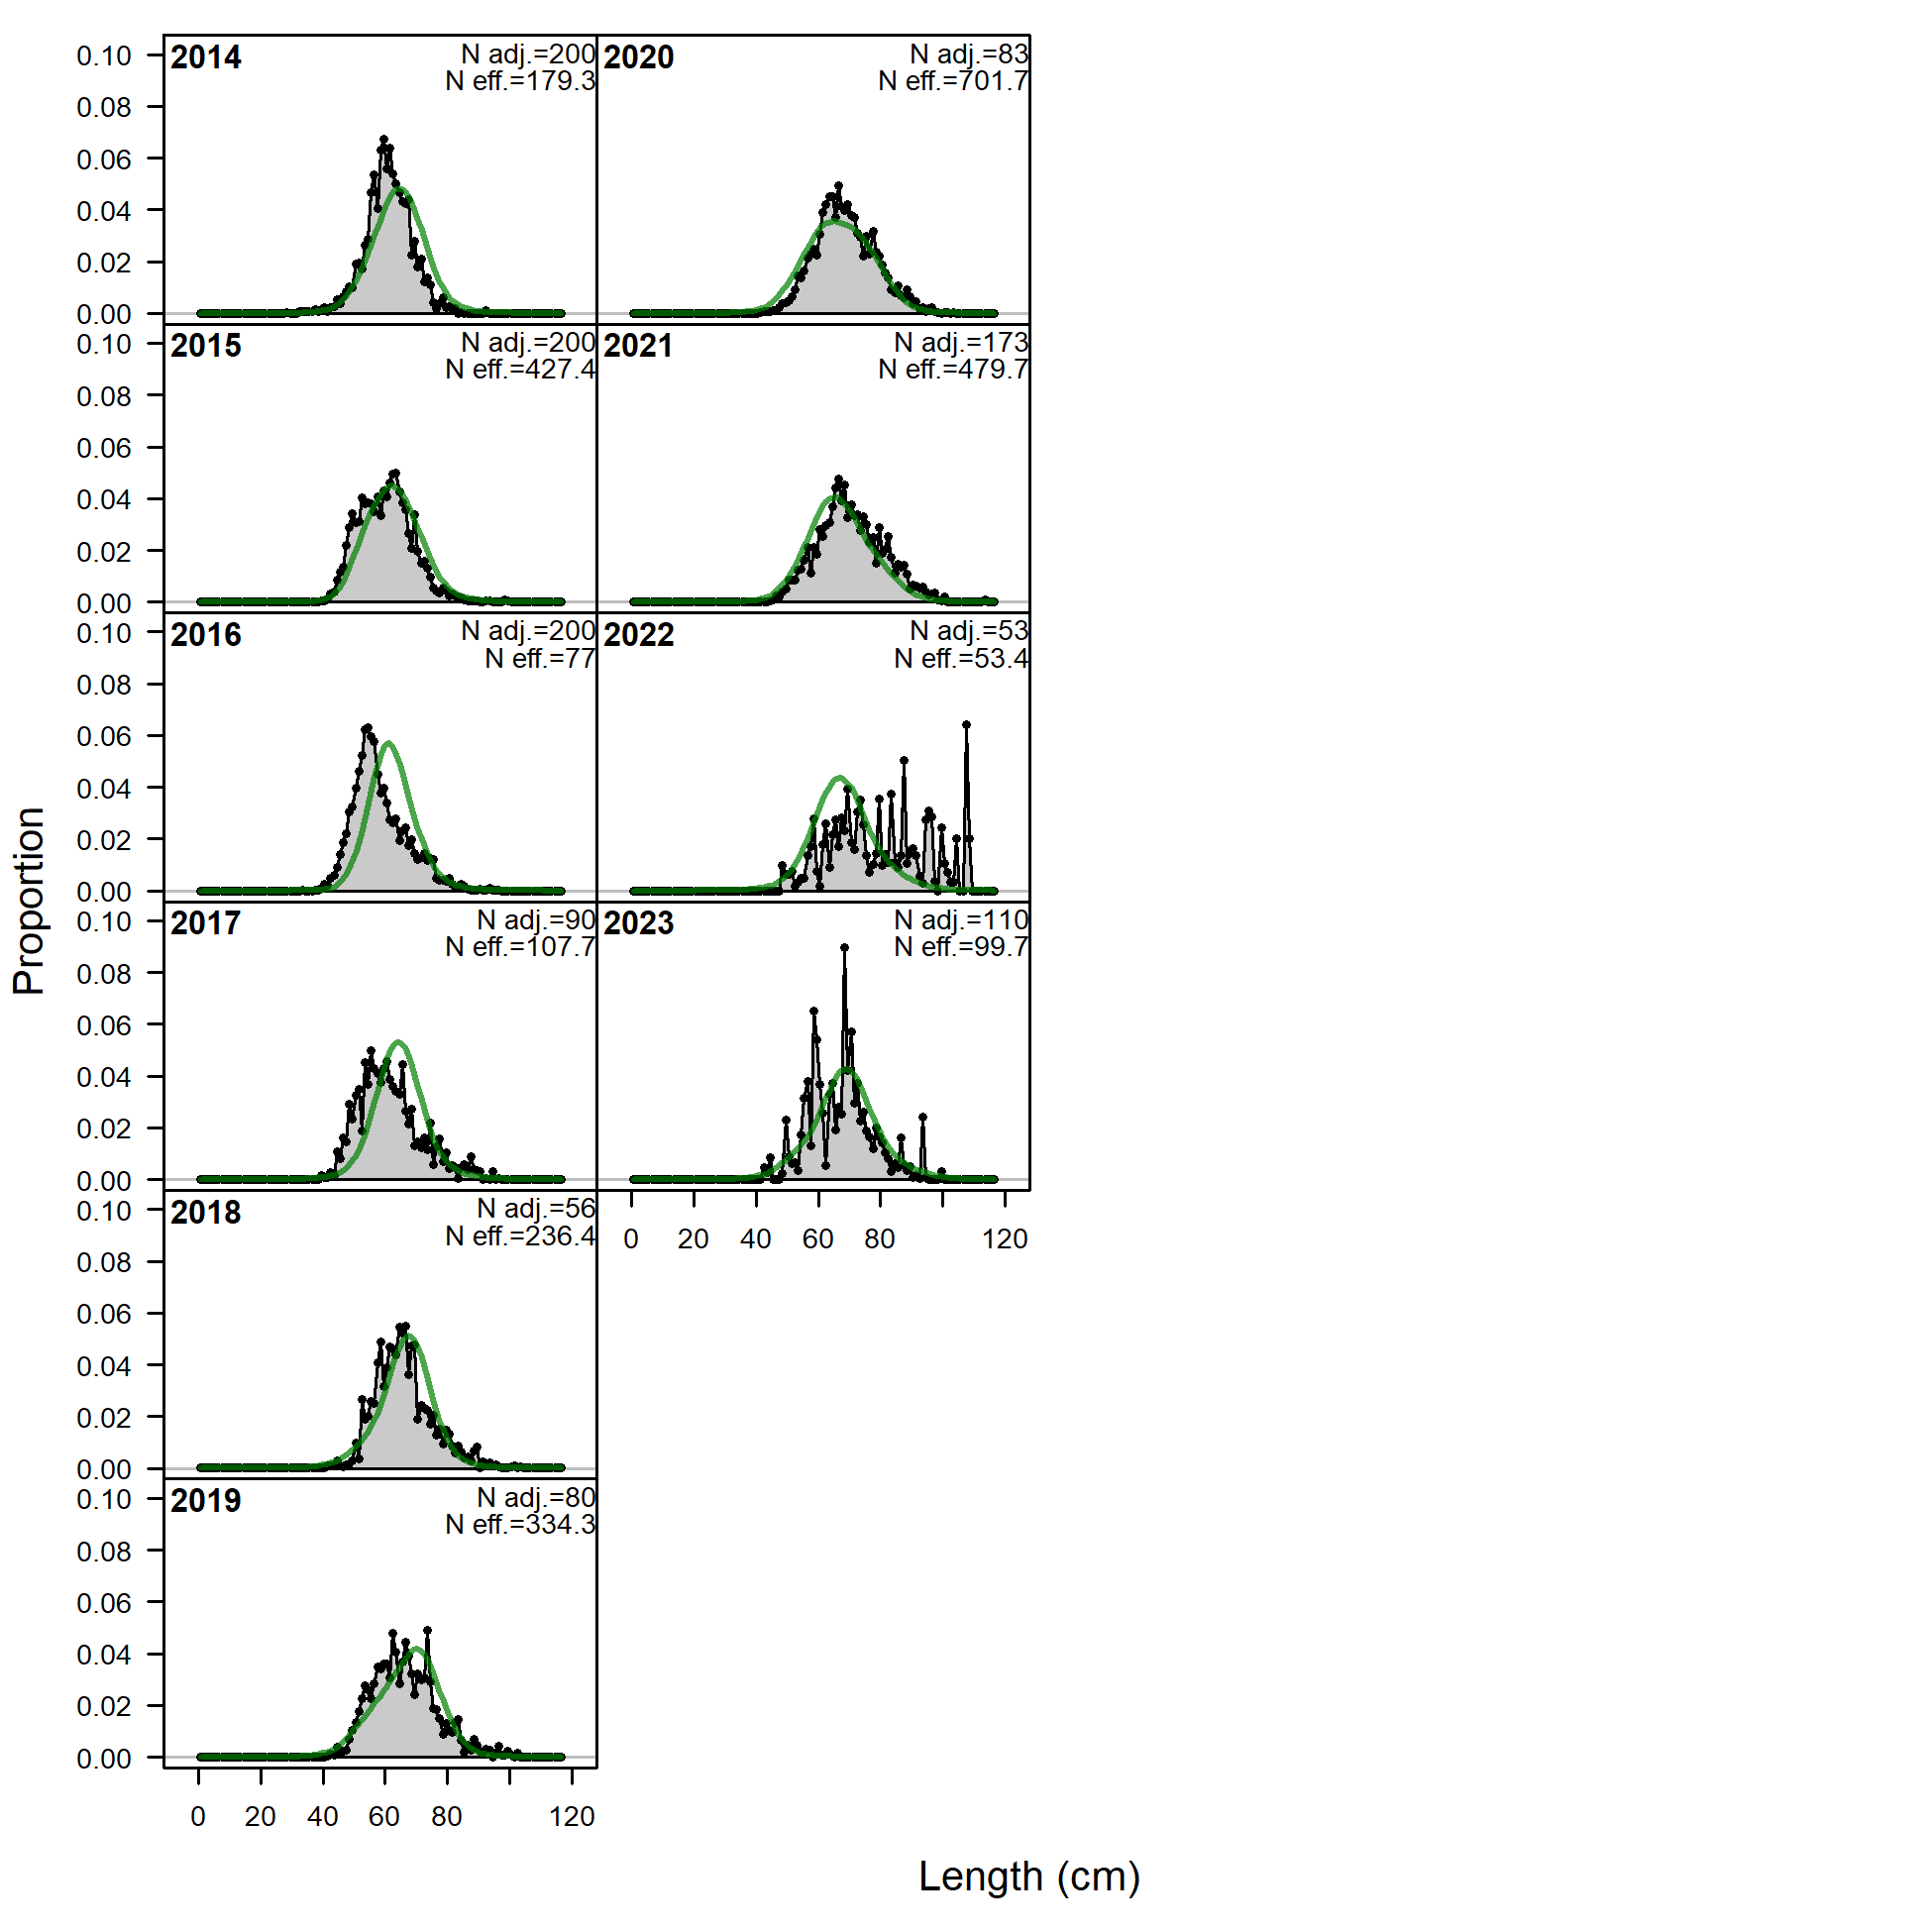 Proportion
0.10
0.08
0.06
0.04
0.02
0.00
2014
N adj.=200
N eff.=179.3
2020
N adj.=83
N eff.=701.7
0.10
0.08
0.06
0.04
0.02
0.00
2015
N adj.=200
N eff.=427.4
2021
N adj.=173
N eff.=479.7
0.10
0.08
0.06
0.04
0.02
0.00
2016
N adj.=200
N eff.=77
2022
N adj.=53
N eff.=53.4
0.10
0.08
0.06
0.04
0.02
0.00
2017
N adj.=90
N eff.=107.7
2023
N adj.=110
N eff.=99.7
0 20 40 60 80 120
0.10
0.08
0.06
0.04
0.02
0.00
2018
N adj.=56
N eff.=236.4
0.10
0.08
0.06
0.04
0.02
0.00
2019
N adj.=80
N eff.=334.3
0 20 40 60 80 120
Length (cm)